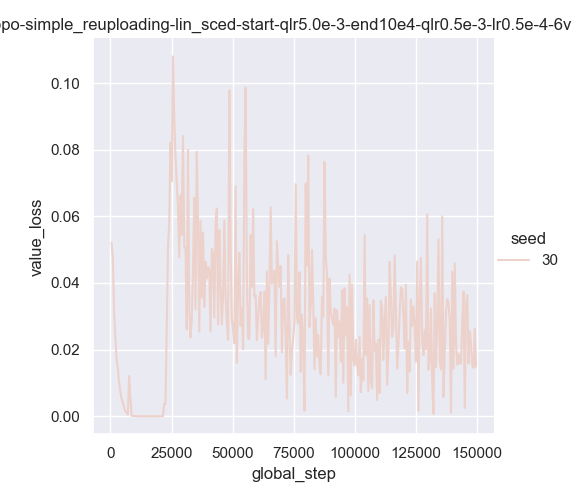 ppo-simple_reuploading-lin_sced-start-qlr5.0e-3-end10e4-qlr0.5e-3-lr0.5e-4-6v
0.10
0.08
0.06
0.04
0.02
0.00
value_loss
0 25000 50000 75000 100000 125000 150000
global_step
seed
30